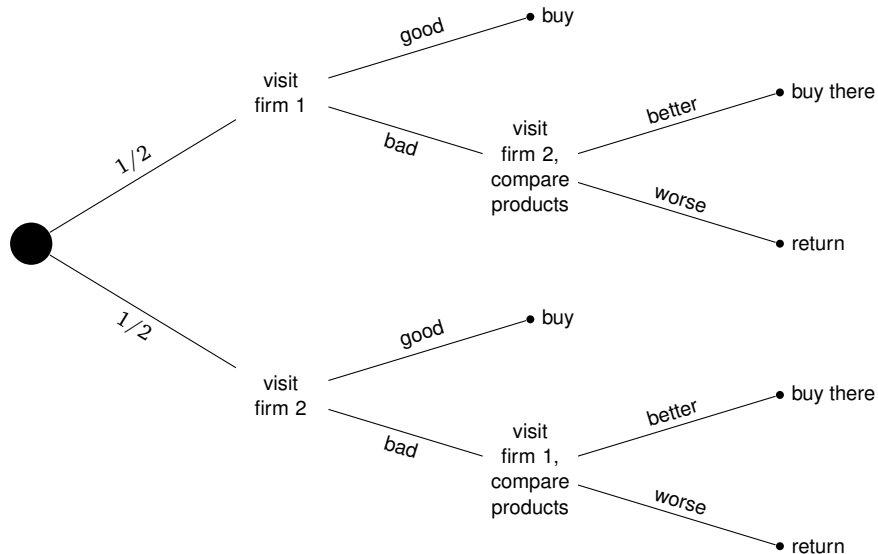 good
buy
visit
firm 1
better
buy there
1/2
bad
visit
firm 2,
compare
products
worse
return
1/2
good
buy
visit
firm 2
better
buy there
bad
visit
firm 1,
compare
products
worse
return